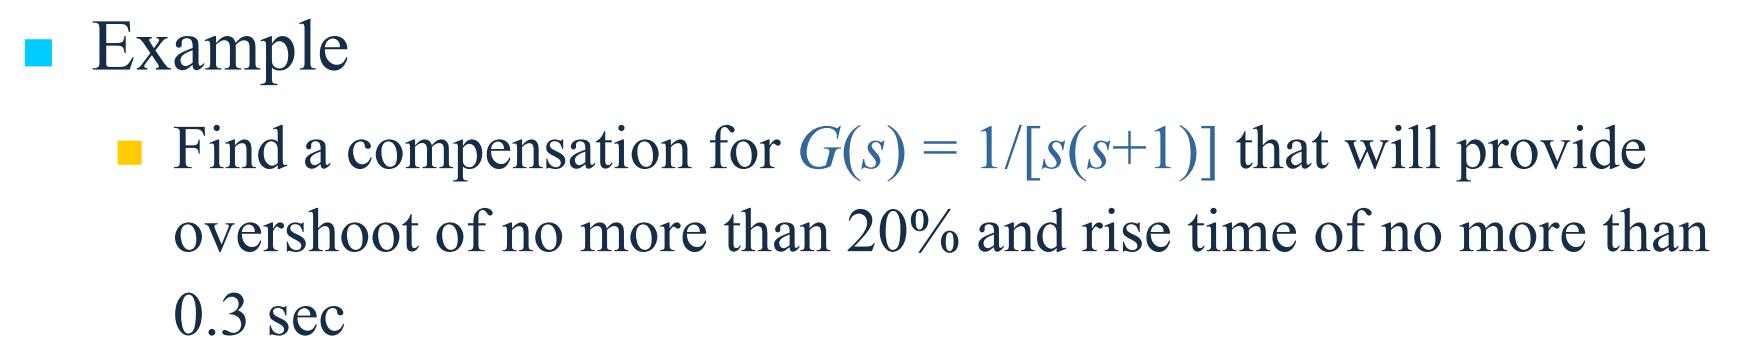 Example
Find a compensation for G(s) = 1/[s(s+1)] that will provide
overshoot of no more than 20% and rise time of no more than
0.3 sec